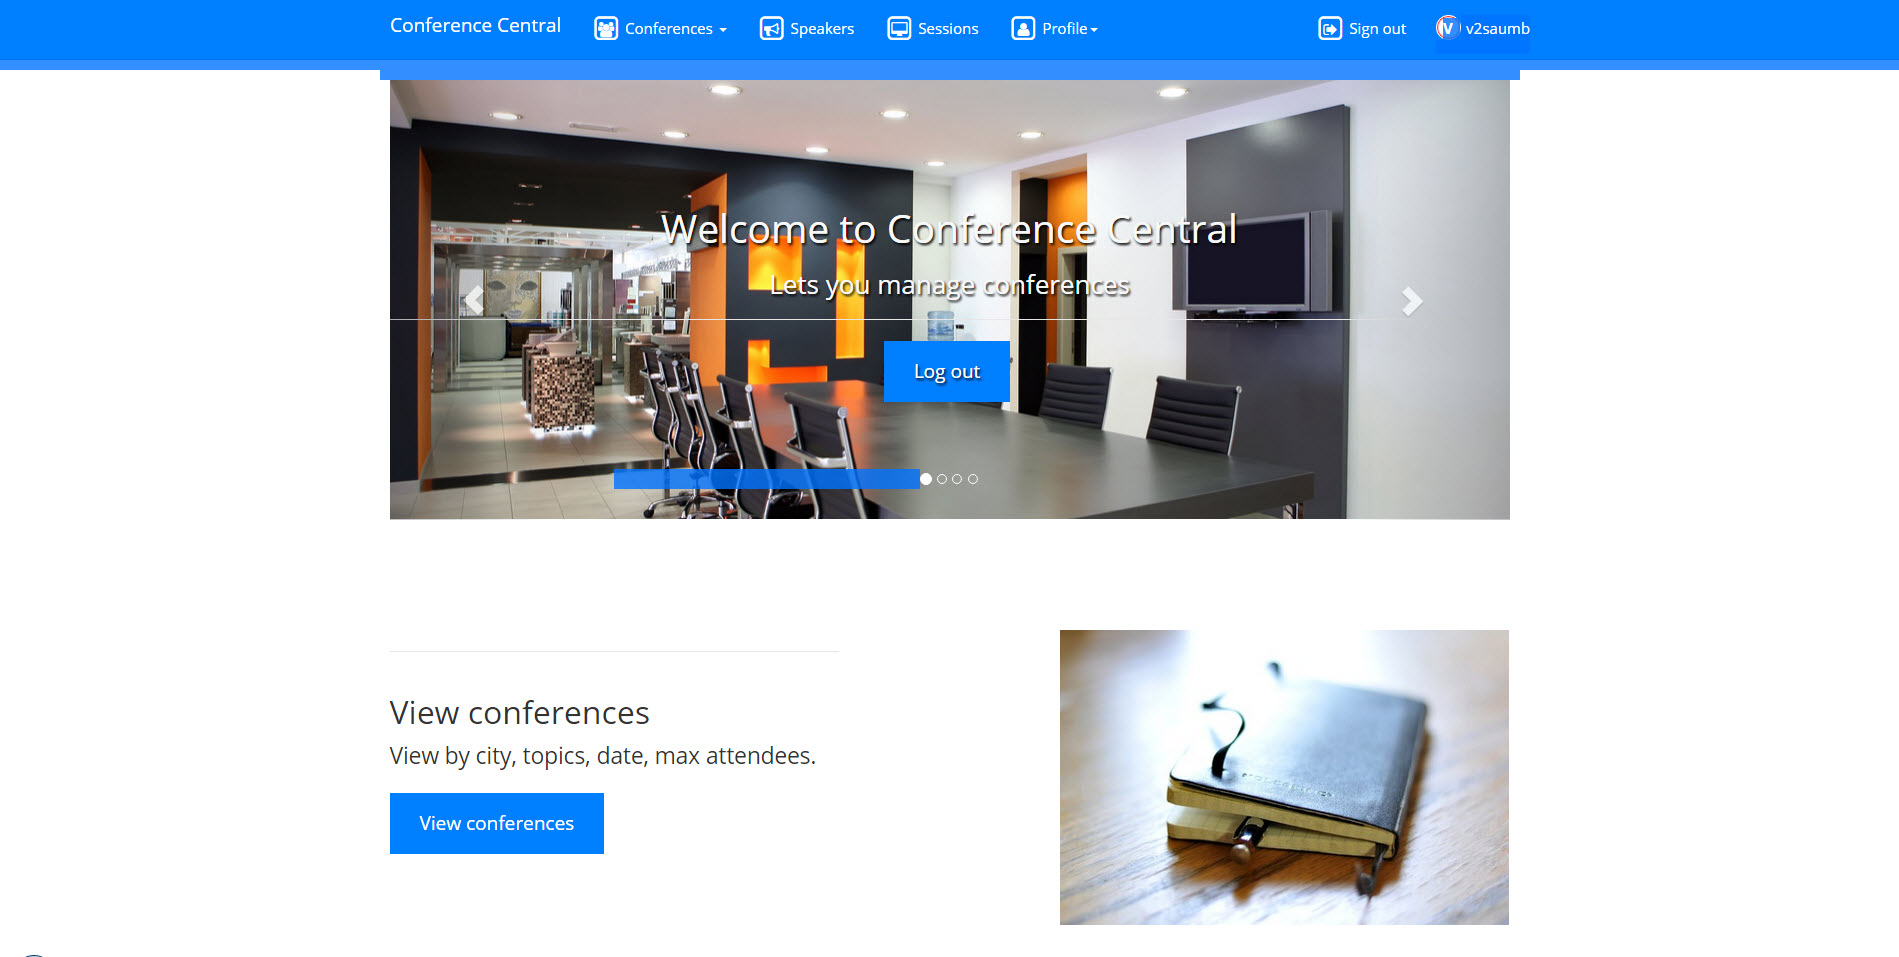 Conference Central Conferences Speakers Sessions Profile Sign out V v2saumb
Welcome to Conference Central
Lets you manage conferences
Log out
View conferences
View by city, topics, date, max attendees.
View conferences